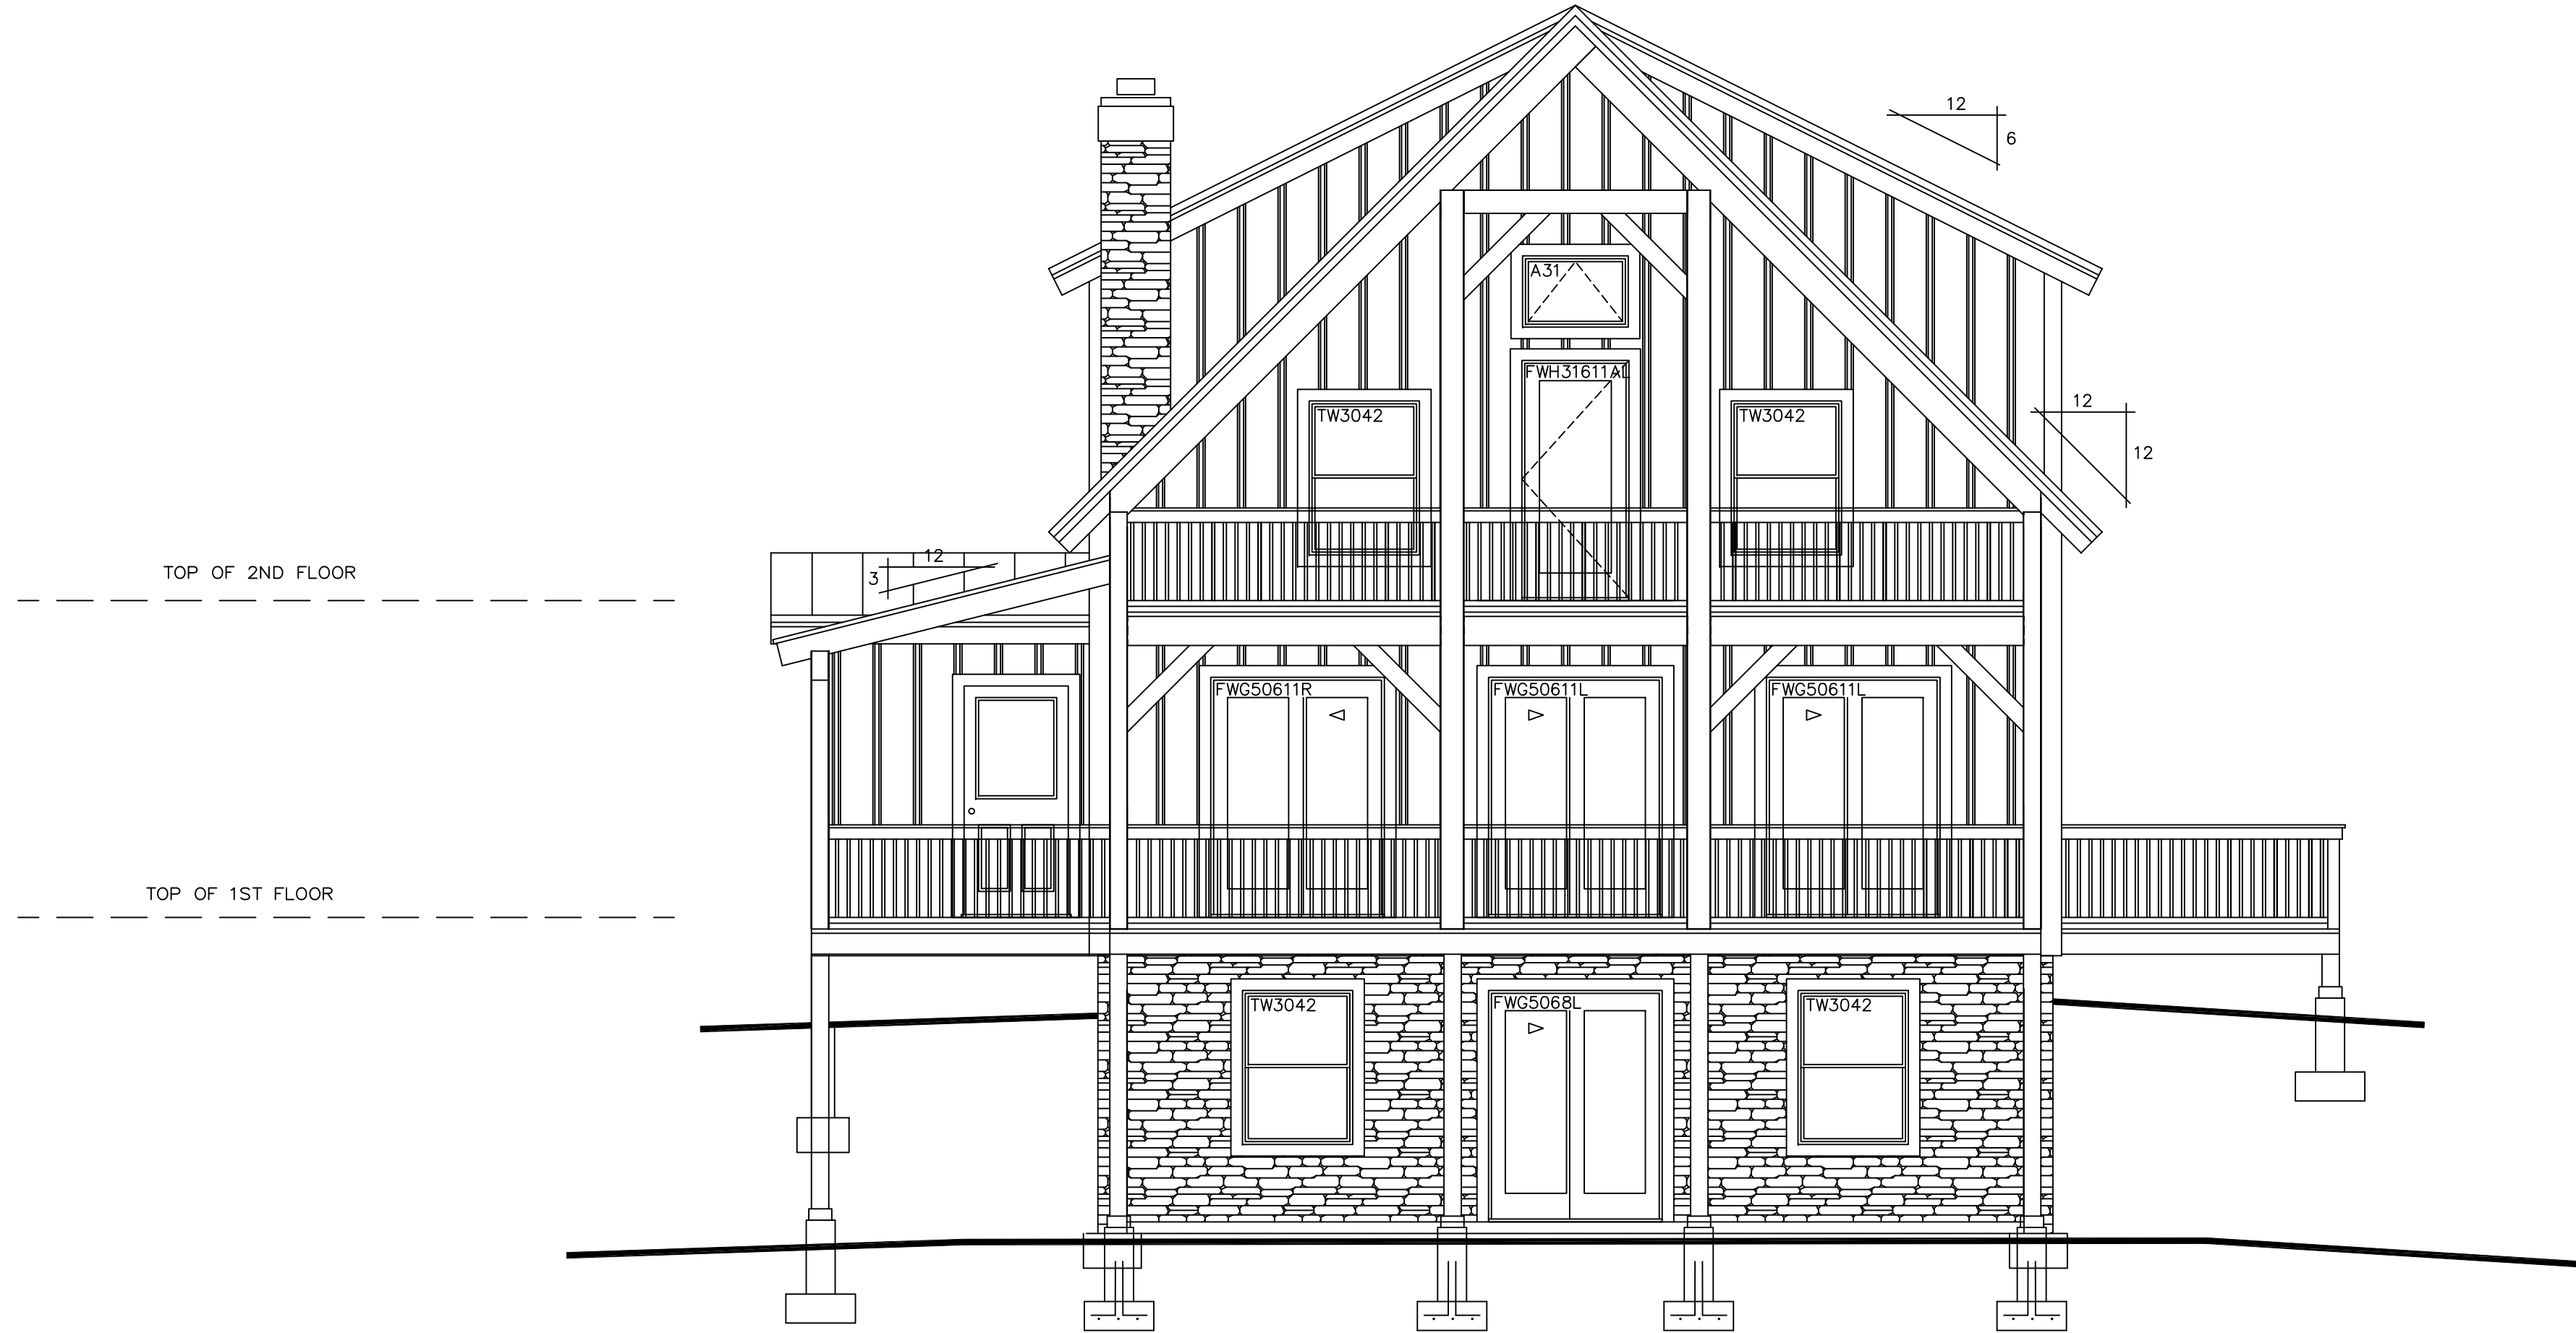 12
6
A31
FWH31611AL
12
TW3042
TW3042
12
12
3
TOP OF 2ND FLOOR
FWG50611R
FWG50611L
FWG50611L
TOP OF 1ST FLOOR
TW3042
FWG5068L
TW3042